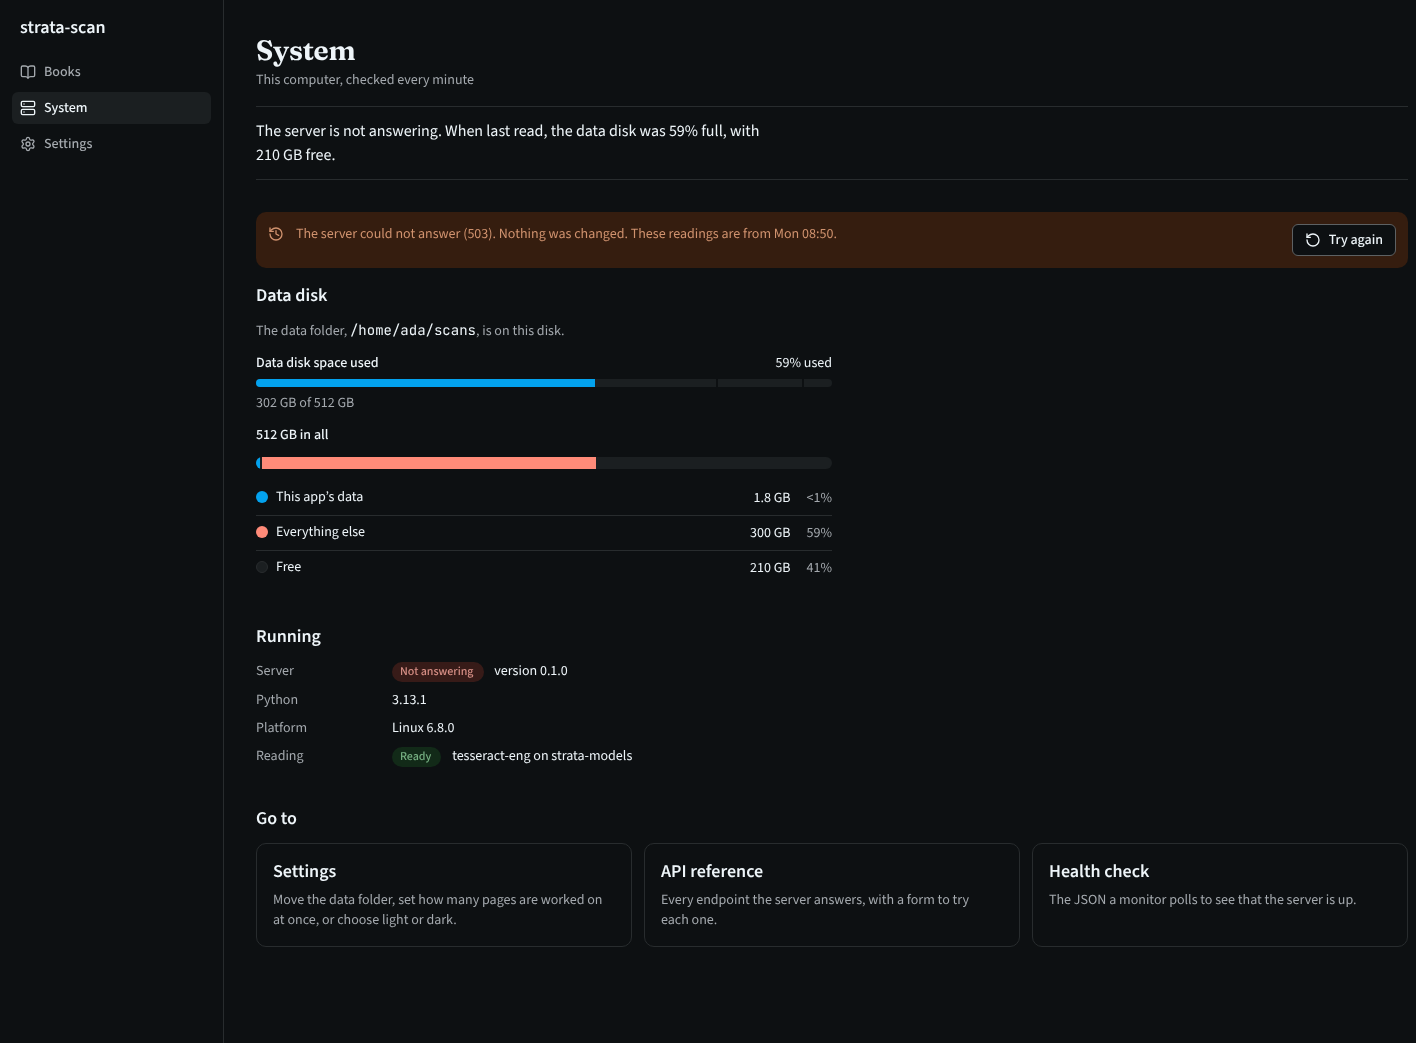 strata-scan
Books
System
Settings
System
This computer, checked every minute
The server is not answering. When last read, the data disk was 59% full, with
210 GB free.
The server could not answer (503). Nothing was changed. These readings are from Mon 08:50.
Try again
Data disk
The data folder, /home/ada/scans, is on this disk.
Data disk space used 59% used
302 GB of 512 GB
512 GB in all
This app’s data 1.8 GB <1%
Everything else 300 GB 59%
Free 210 GB 41%
Running
Server Not answering version 0.1.0
Python 3.13.1
Platform Linux 6.8.0
Reading Ready tesseract-eng on strata-models
Go to
Settings
Move the data folder, set how many pages are worked on
at once, or choose light or dark.
API reference
Every endpoint the server answers, with a form to try
each one.
Health check
The JSON a monitor polls to see that the server is up.